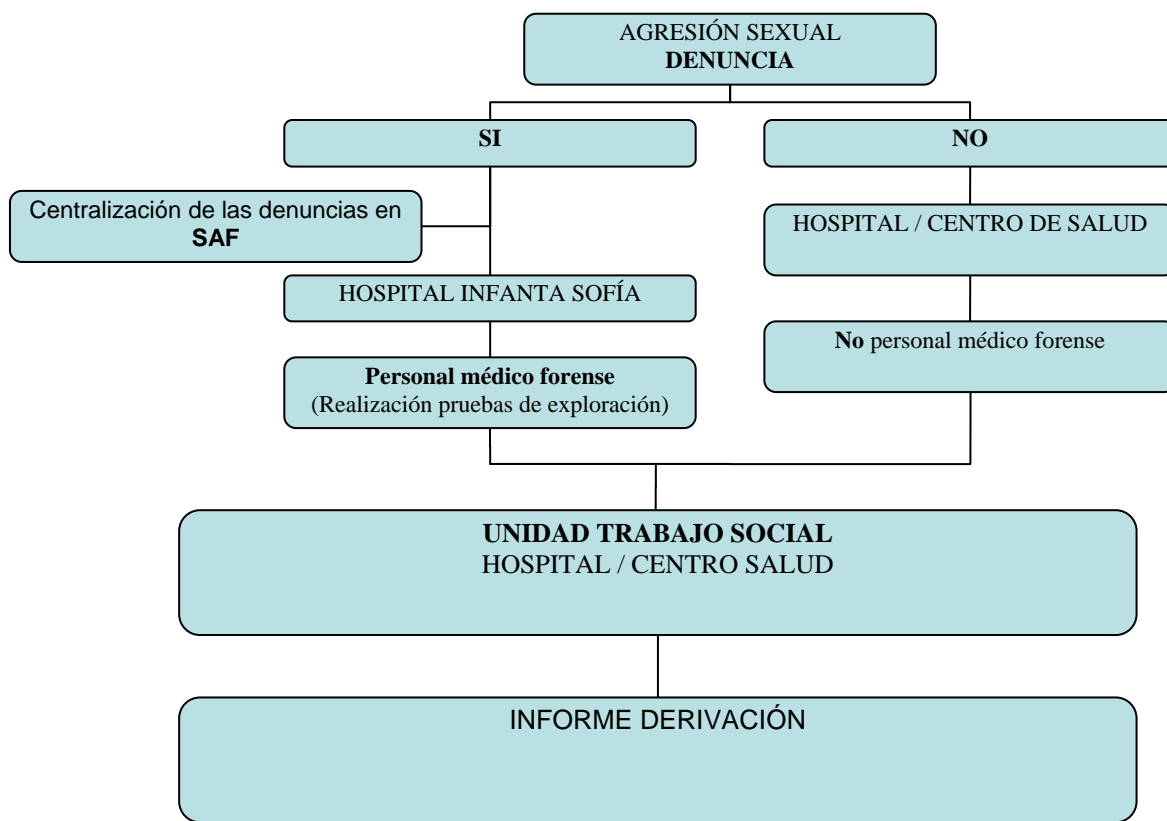 AGRESIÓN SEXUAL
DENUNCIA
SI
NO
Centralización de las denuncias en
SAF
HOSPITAL / CENTRO DE SALUD
HOSPITAL INFANTA SOFÍA
No personal médico forense
Personal médico forense
(Realización pruebas de exploración)
UNIDAD TRABAJO SOCIAL
HOSPITAL / CENTRO SALUD
INFORME DERIVACIÓN